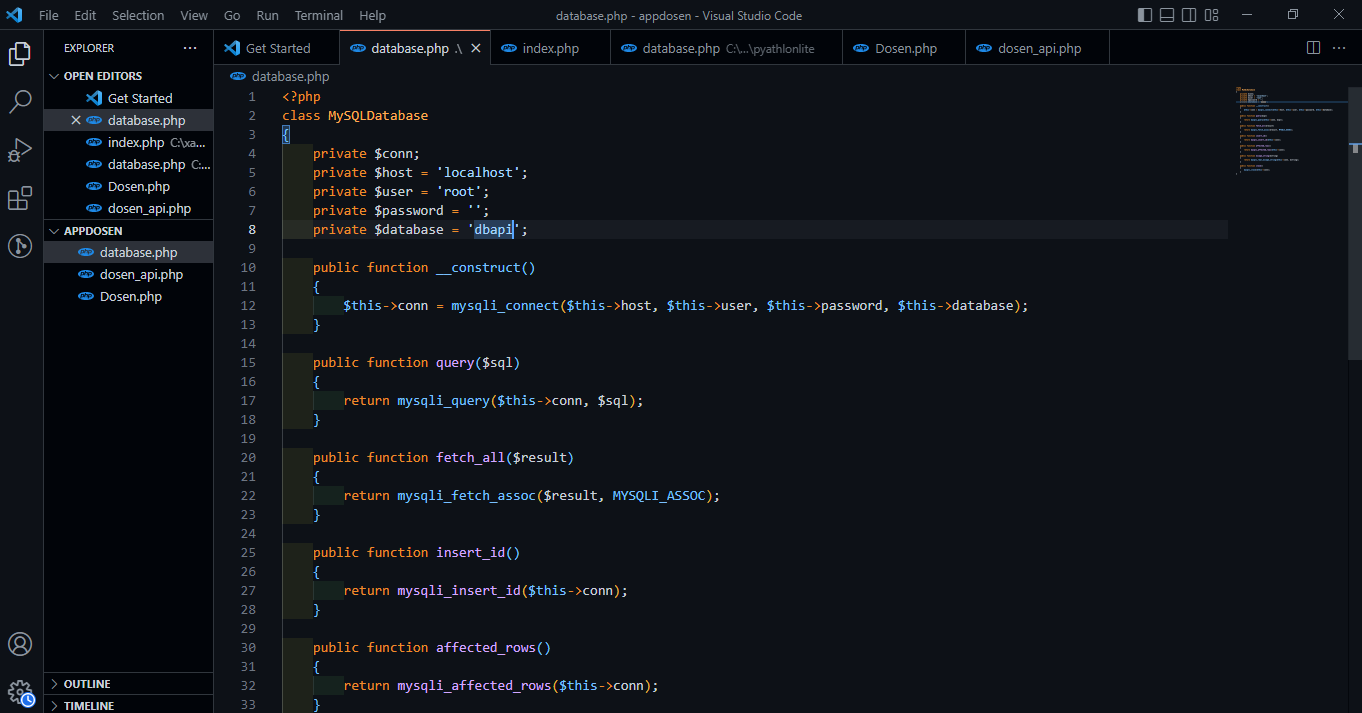 File Edit Selection View Go Run Terminal Help database.php - appdosen - Visual Studio Code
EXPLORER ···
Get Started database.php .\ index.php database.php C:\...\pyathlonlite Dosen.php dosen_api.php
OPEN EDITORS
Get Started
database.php
index.php C:\xa...
database.php C:...
Dosen.php
dosen_api.php
APPDOSEN
database.php
dosen_api.php
Dosen.php
OUTLINE
TIMELINE
database.php
1 <?php
2 class MySQLDatabase
3 {
4 private $conn;
5 private $host = 'localhost';
6 private $user = 'root';
7 private $password = '';
8 private $database = 'dbapi';
9
10 public function __construct()
11 {
12 $this->conn = mysqli_connect($this->host, $this->user, $this->password, $this->database);
13 }
14
15 public function query($sql)
16 {
17 return mysqli_query($this->conn, $sql);
18 }
19
20 public function fetch_all($result)
21 {
22 return mysqli_fetch_assoc($result, MYSQLI_ASSOC);
23 }
24
25 public function insert_id()
26 {
27 return mysqli_insert_id($this->conn);
28 }
29
30 public function affected_rows()
31 {
32 return mysqli_affected_rows($this->conn);
33 }